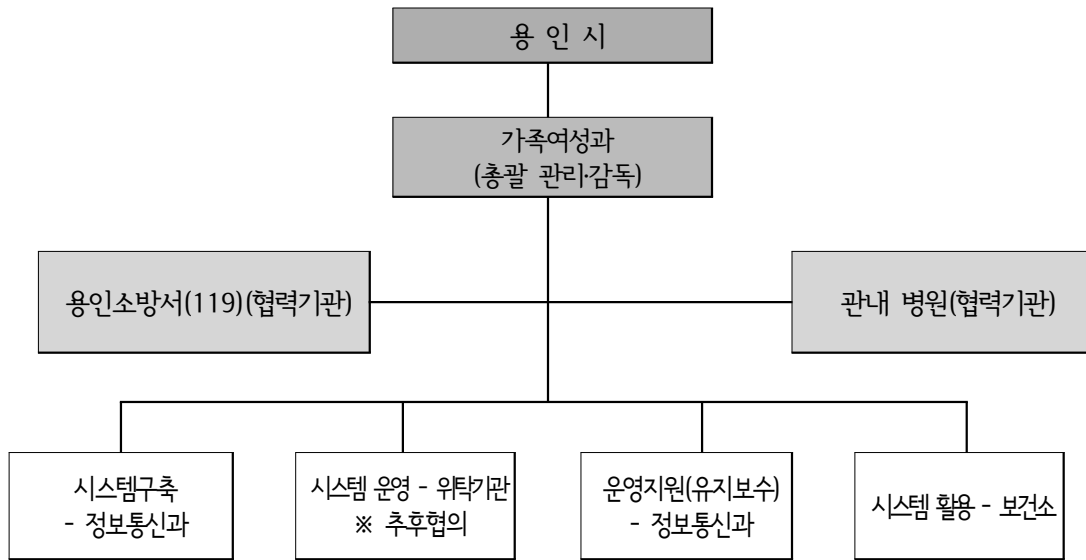 용 인 시
가족여성과
(총괄 관리·감독)
용인소방서(119)(협력기관)
관내 병원(협력기관)
시스템구축
- 정보통신과
시스템 운영 - 위탁기관
※ 추후협의
운영지원(유지보수)
- 정보통신과
시스템 활용 - 보건소